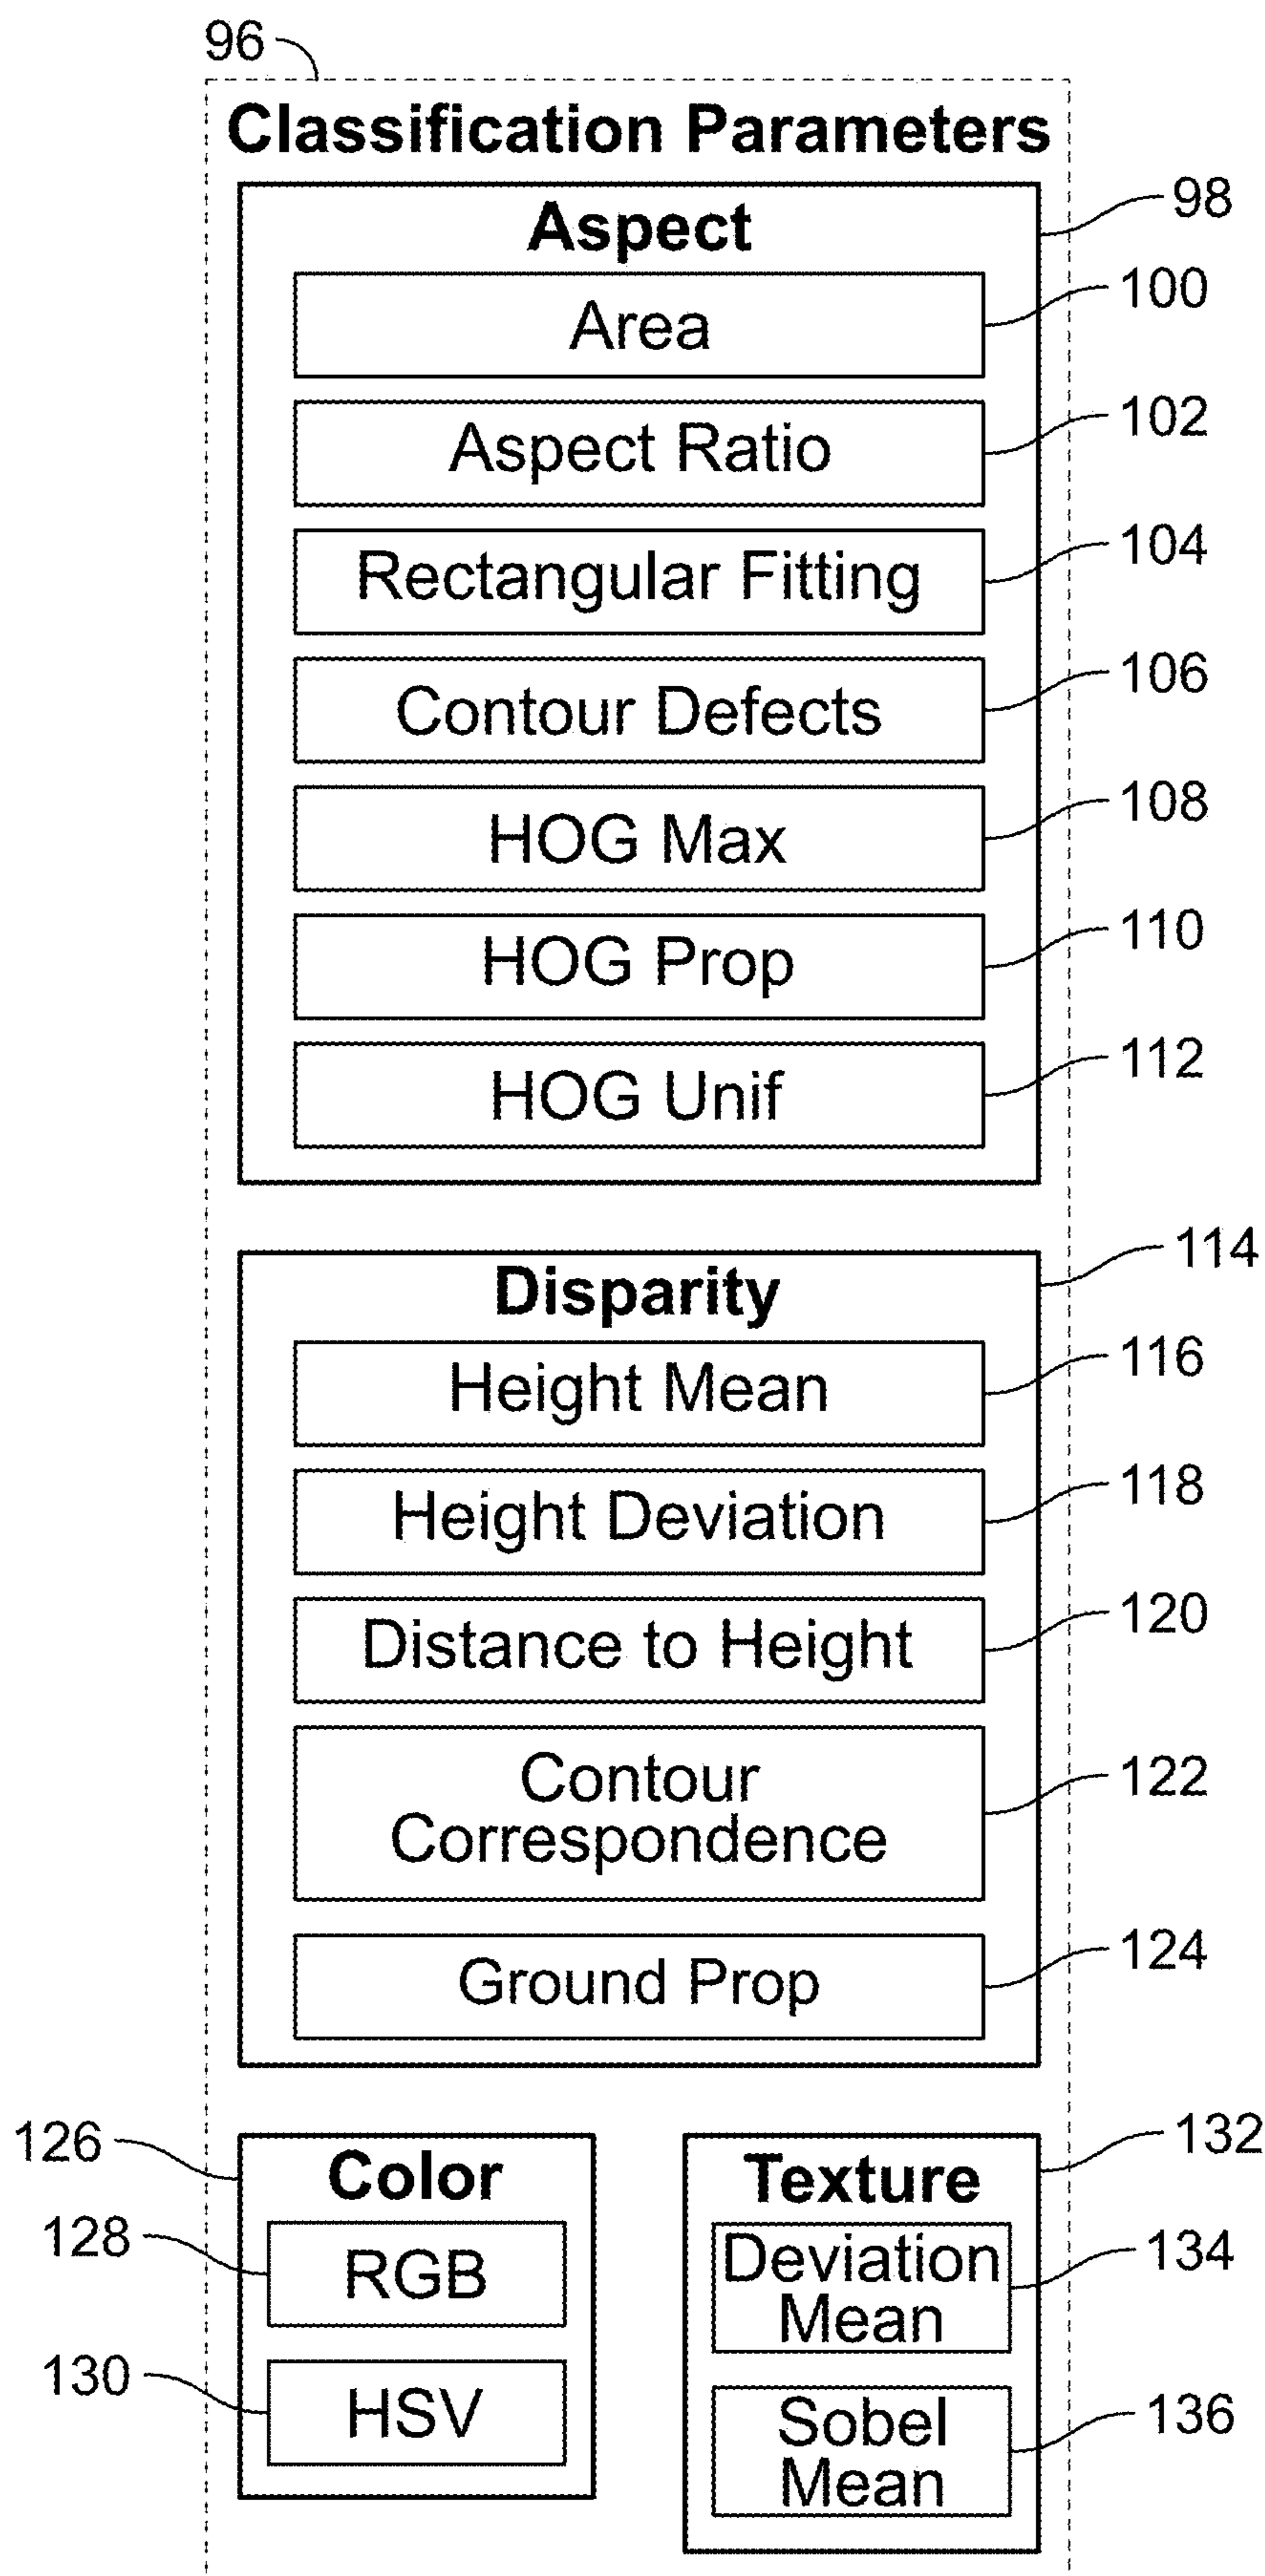 96
Classification Parameters
Aspect
98
Area
100
Aspect Ratio
102
Rectangular Fitting
104
Contour Defects
106
HOG Max
108
HOG Prop
110
HOG Unif
112
Disparity
114
Height Mean
116
Height Deviation
118
Distance to Height
120
Contour
Correspondence
122
Ground Prop
124
126
Color
128
RGB
130
HSV
Texture
132
Deviation
Mean
134
Sobel
Mean
136